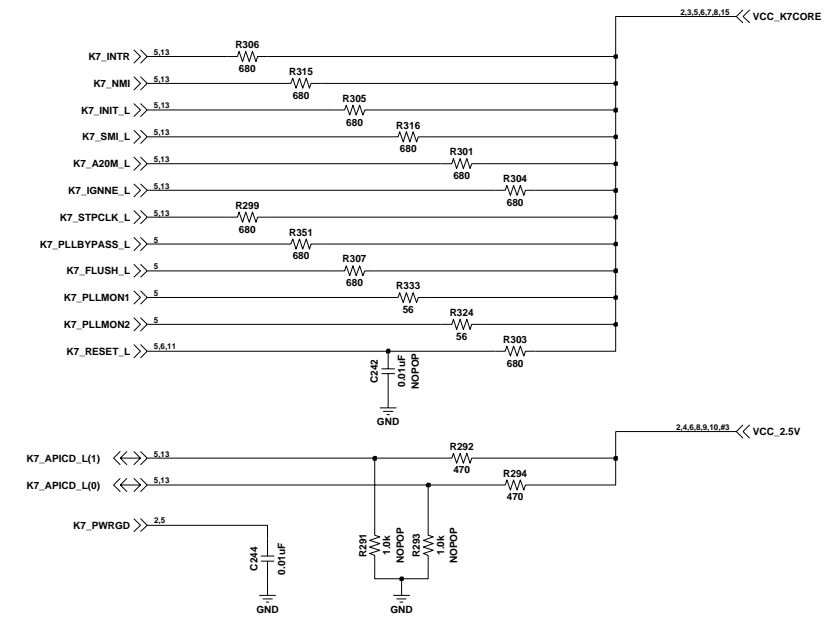 2,3,5,6,7,8,15 VCC_K7CORE
K7_INTR 5,13 R306 680
K7_NMI 5,13 R315 680
K7_INIT_L 5,13 R305 680
K7_SMI_L 5,13 R316 680
K7_A20M_L 5,13 R301 680
K7_IGNNE_L 5,13 R304 680
K7_STPCLK_L 5,13 R299 680
K7_PLLBYPASS_L 5 R351 680
K7_FLUSH_L 5 R307 680
K7_PLLMON1 5 R333 56
K7_PLLMON2 5 R324 56
K7_RESET_L 5,6,11 R303 680
C242 0.01uF NOPOP
GND
2,4,6,8,9,10,#3 VCC_2.5V
K7_APICD_L(1) 5,13 R292 470
K7_APICD_L(0) 5,13 R294 470
K7_PWRGD 2,5
C244 0.01uF
R291 1.0k NOPOP
R293 1.0k NOPOP
GND
GND